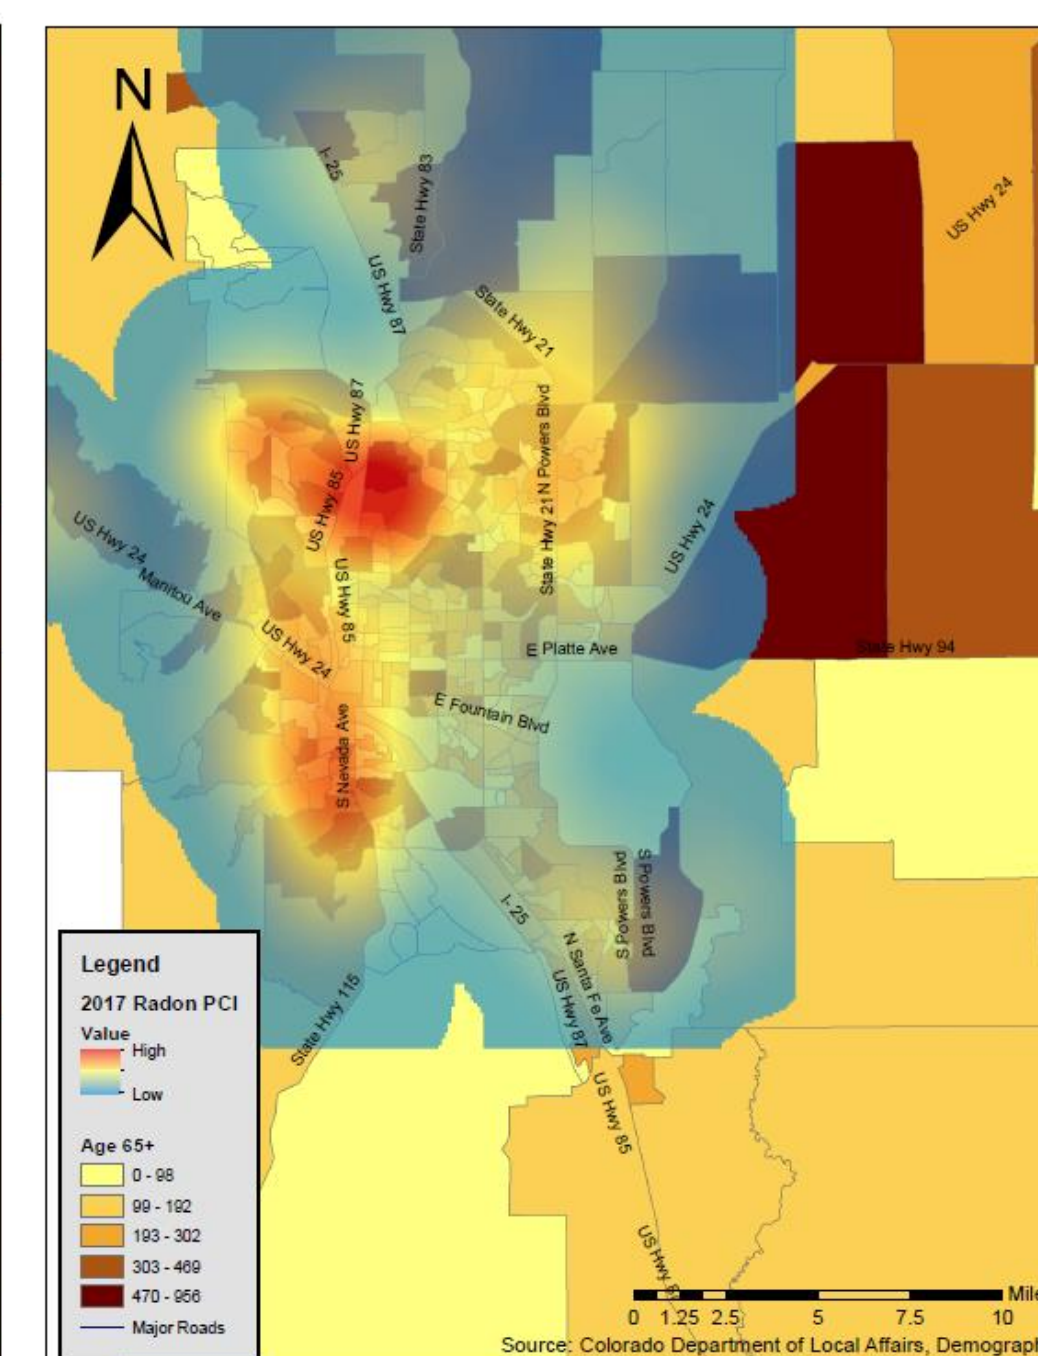 N
I- 25
State Hwy 83
US Hwy 24
US Hwy 87
State Hwy 21
US Hwy 87
State Hwy 21 N Powers Blvd
US Hwy 85
US Hwy 24
US Hwy 24
Manitou Ave
US Hwy 85
US Hwy 24
E Platte Ave
State Hwy 94
E Fountain Blvd
S Nevada Ave
I- 25
S Powers Blvd
S Powers Blvd
N Santa Fe Ave
US Hwy 87
State Hwy 115
US Hwy 85
Legend
2017 Radon PCI
Value
High
Low
Age 65+
0 - 98
99 - 192
193 - 302
303 - 469
470 - 956
Major Roads
US Hwy
Mile
0 1.25 2.5 5 7.5 10
Source: Colorado Department of Local Affairs, Demograph